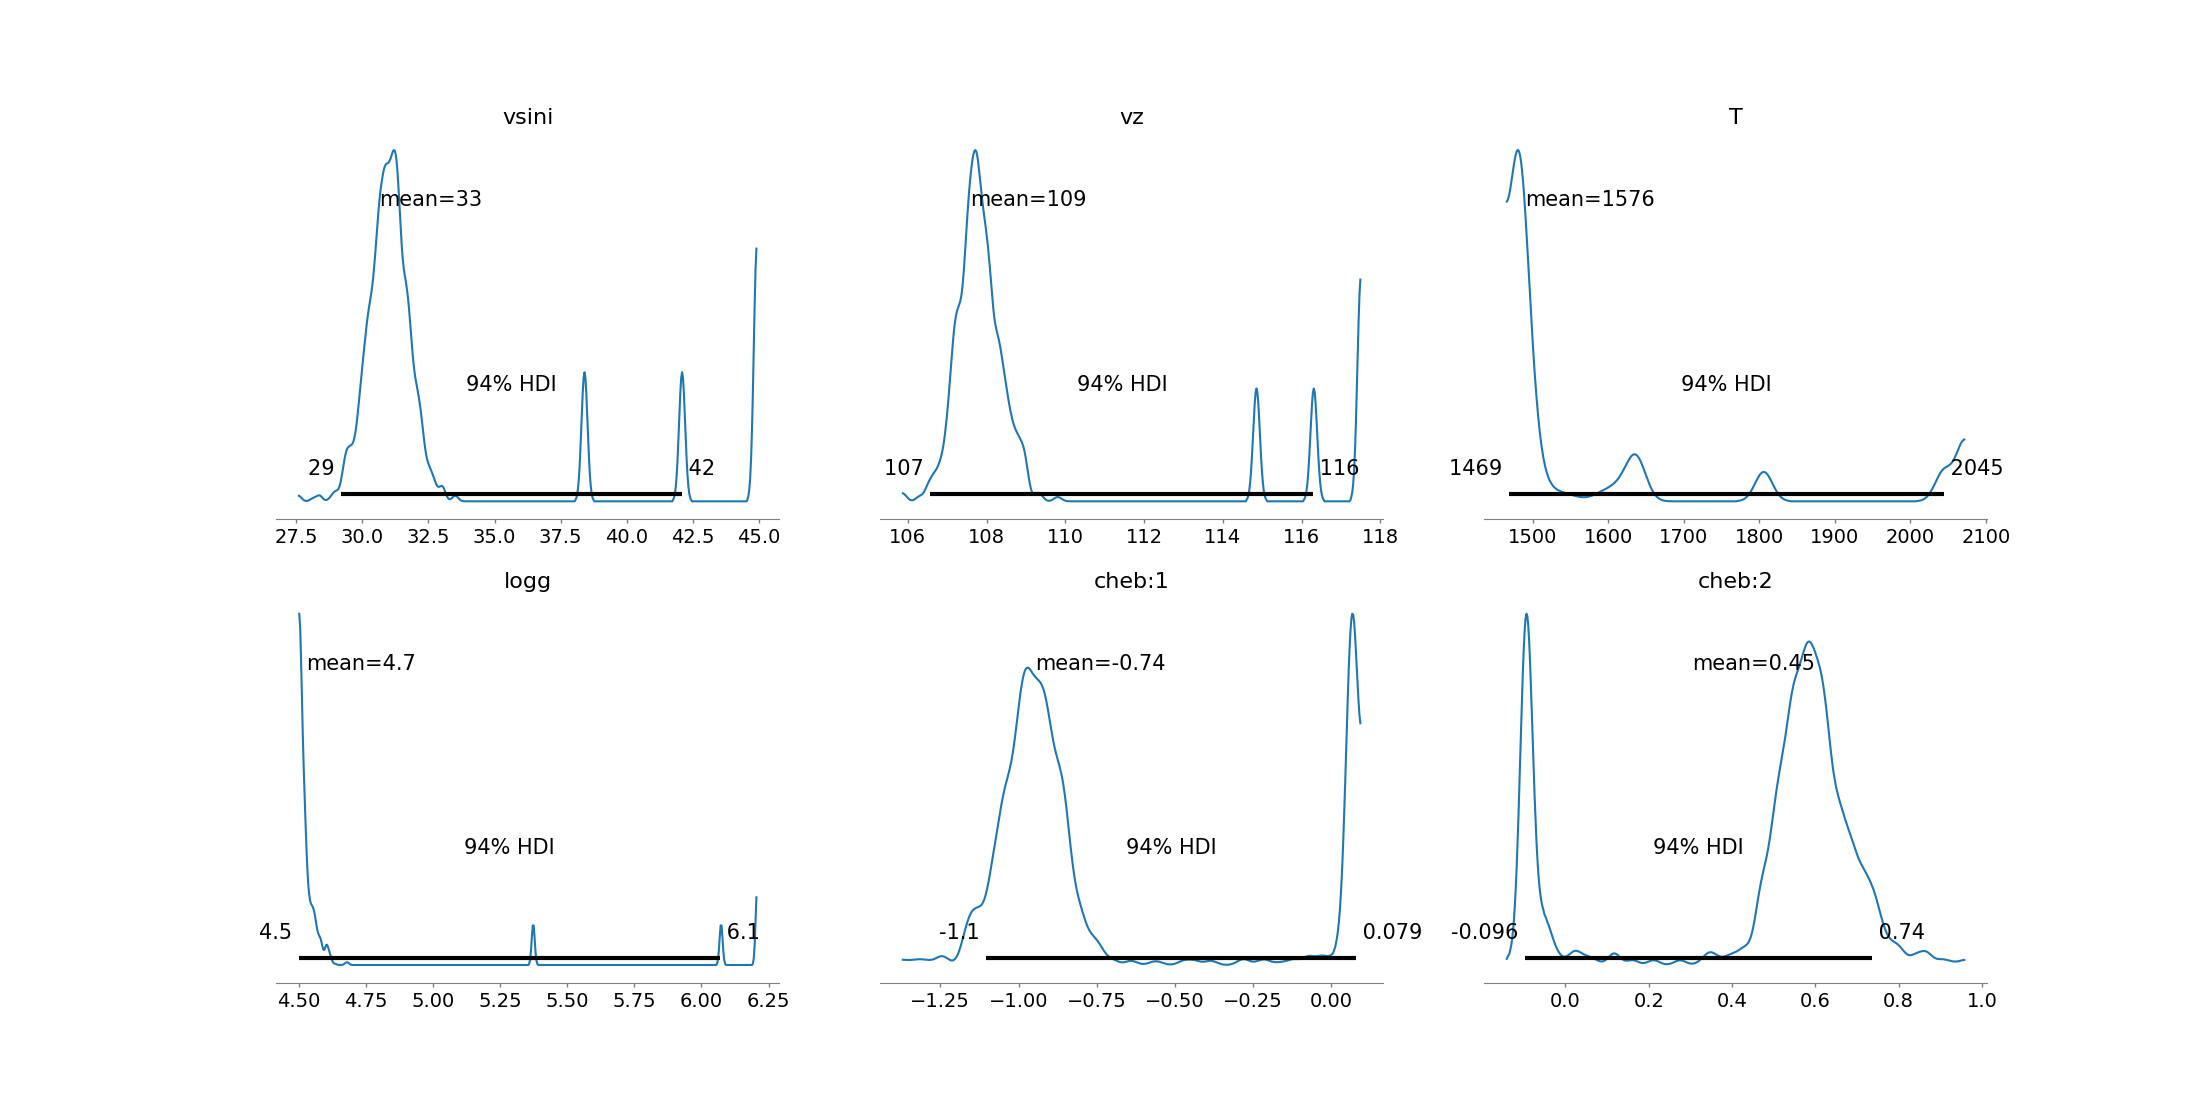 vsini
vz
T
mean=33
mean=109
mean=1576
94% HDI
94% HDI
94% HDI
29
42
107
116
1469
2045
27.5 30.0 32.5 35.0 37.5 40.0 42.5 45.0
106 108 110 112 114 116 118
1500 1600 1700 1800 1900 2000 2100
logg
cheb:1
cheb:2
mean=4.7
mean=-0.74
mean=0.45
94% HDI
94% HDI
94% HDI
4.5
6.1
-1.1
0.079
-0.096
0.74
4.50 4.75 5.00 5.25 5.50 5.75 6.00 6.25
−1.25 −1.00 −0.75 −0.50 −0.25 0.00
0.0 0.2 0.4 0.6 0.8 1.0